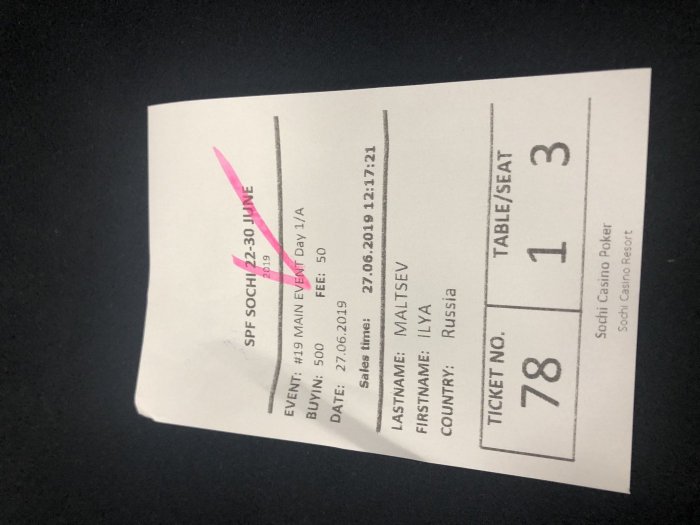 SPF SOCHI 22-30 JUNE
2019
EVENT: #19 MAIN EVENT Day 1/A
BUYIN: 500 FEE: 50
DATE: 27.06.2019
Sales time: 27.06.2019 12:17:21
LASTNAME: MALTSEV
FIRSTNAME: ILYA
COUNTRY: Russia
TICKET NO. TABLE/SEAT
78 1 3
Sochi Casino Poker
Sochi Casino Resort